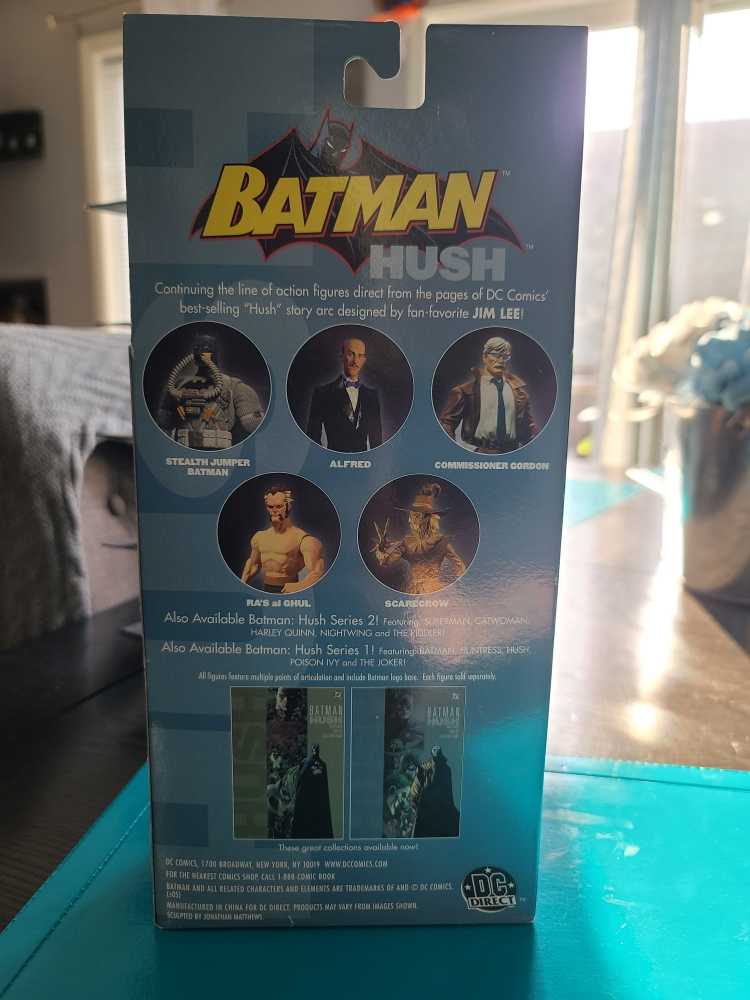 BATMAN™
HUSH™
Continuing the line of action figures direct from the pages of DC Comics'
best-selling "Hush" story arc designed by fan-favorite JIM LEE!
STEALTH JUMPER
BATMAN
ALFRED
COMMISSIONER GORDON
RA'S al GHUL
SCARECROW
Also Available Batman: Hush Series 2! Featuring: SUPERMAN, CATWOMAN,
HARLEY QUINN, NIGHTWING and THE RIDDLER!
Also Available Batman: Hush Series 1! Featuring: BATMAN, HUNTRESS, HUSH,
POISON IVY and THE JOKER!
All figures feature multiple points of articulation and include Batman logo base. Each figure sold separately.
BATMAN
HUSH
BATMAN
HUSH
HUSH
These great collections available now!
DC COMICS, 1700 BROADWAY, NEW YORK, NY 10019 WWW.DCCOMICS.COM
FOR THE NEAREST COMICS SHOP, CALL 1-888-COMIC BOOK
BATMAN AND ALL RELATED CHARACTERS AND ELEMENTS ARE TRADEMARKS OF AND © DC COMICS
(s05)
MANUFACTURED IN CHINA FOR DC DIRECT. PRODUCTS MAY VARY FROM IMAGES SHOWN.
SCULPTED BY JONATHAN MATTHEWS
DC
DIRECT™